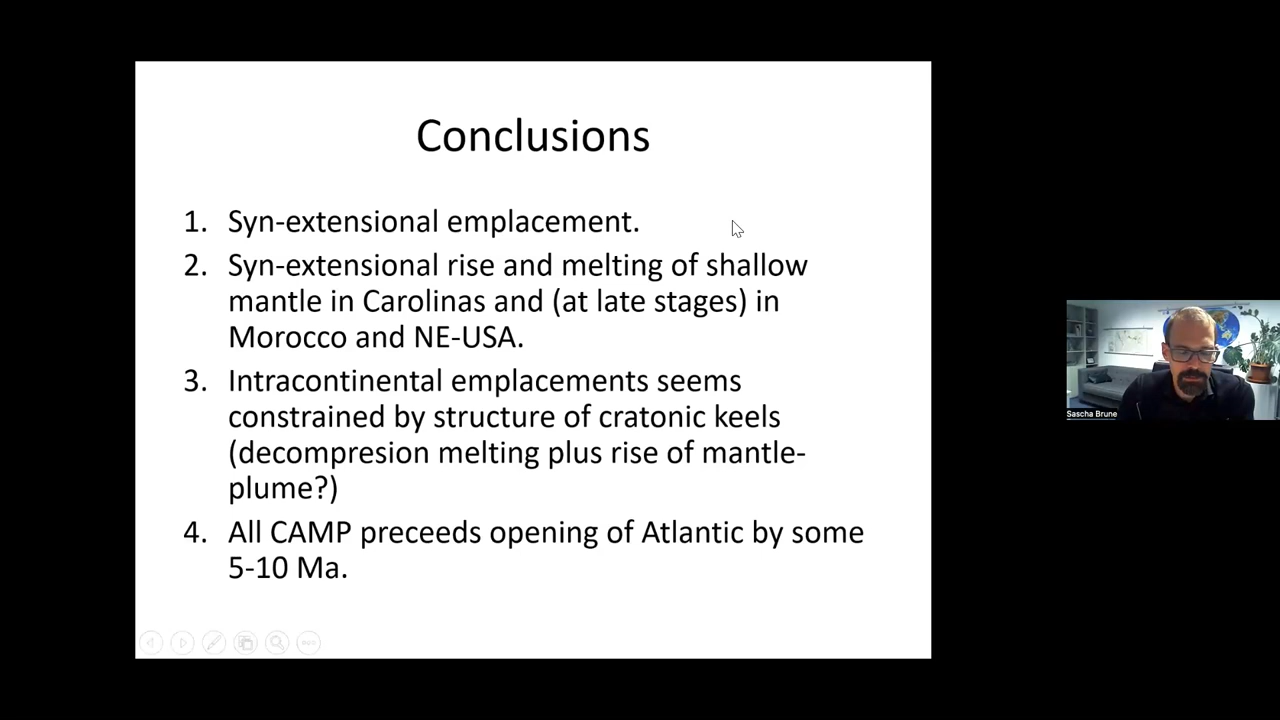 Conclusions
1. Syn-extensional emplacement.
2. Syn-extensional rise and melting of shallow
mantle in Carolinas and (at late stages) in
Morocco and NE-USA.
3. Intracontinental emplacements seems
constrained by structure of cratonic keels
(decompresion melting plus rise of mantle-
plume?)
4. All CAMP preceeds opening of Atlantic by some
5-10 Ma.
Sascha Brune